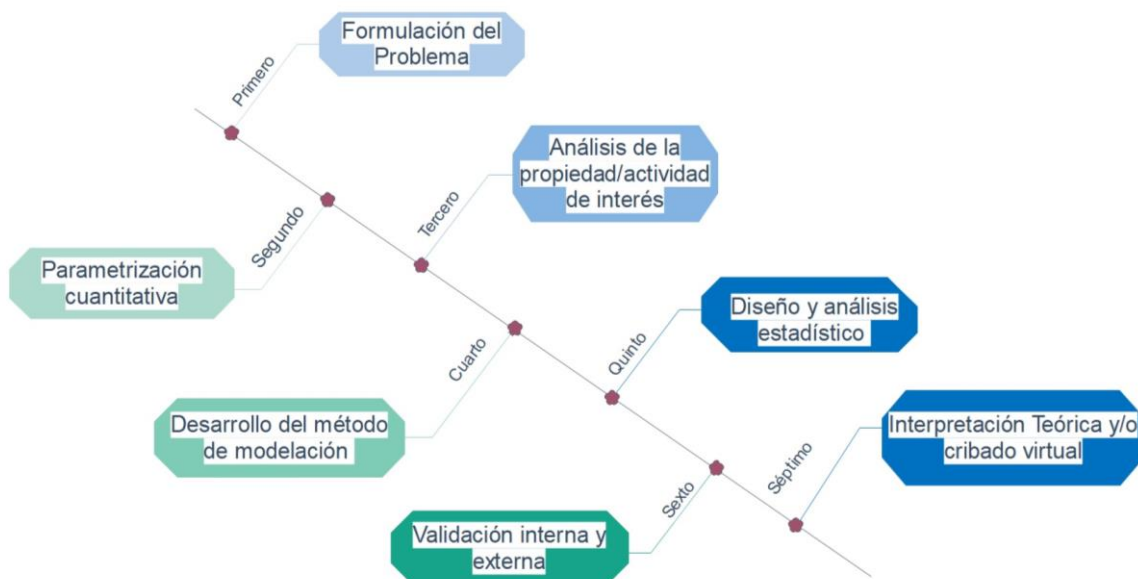 Primero
Formulación del
Problema
Segundo
Parametrización
cuantitativa
Tercero
Análisis de la
propiedad/actividad
de interés
Cuarto
Desarrollo del método
de modelación
Quinto
Diseño y análisis
estadístico
Sexto
Validación interna y
externa
Séptimo
Interpretación Teórica y/o
cribado virtual